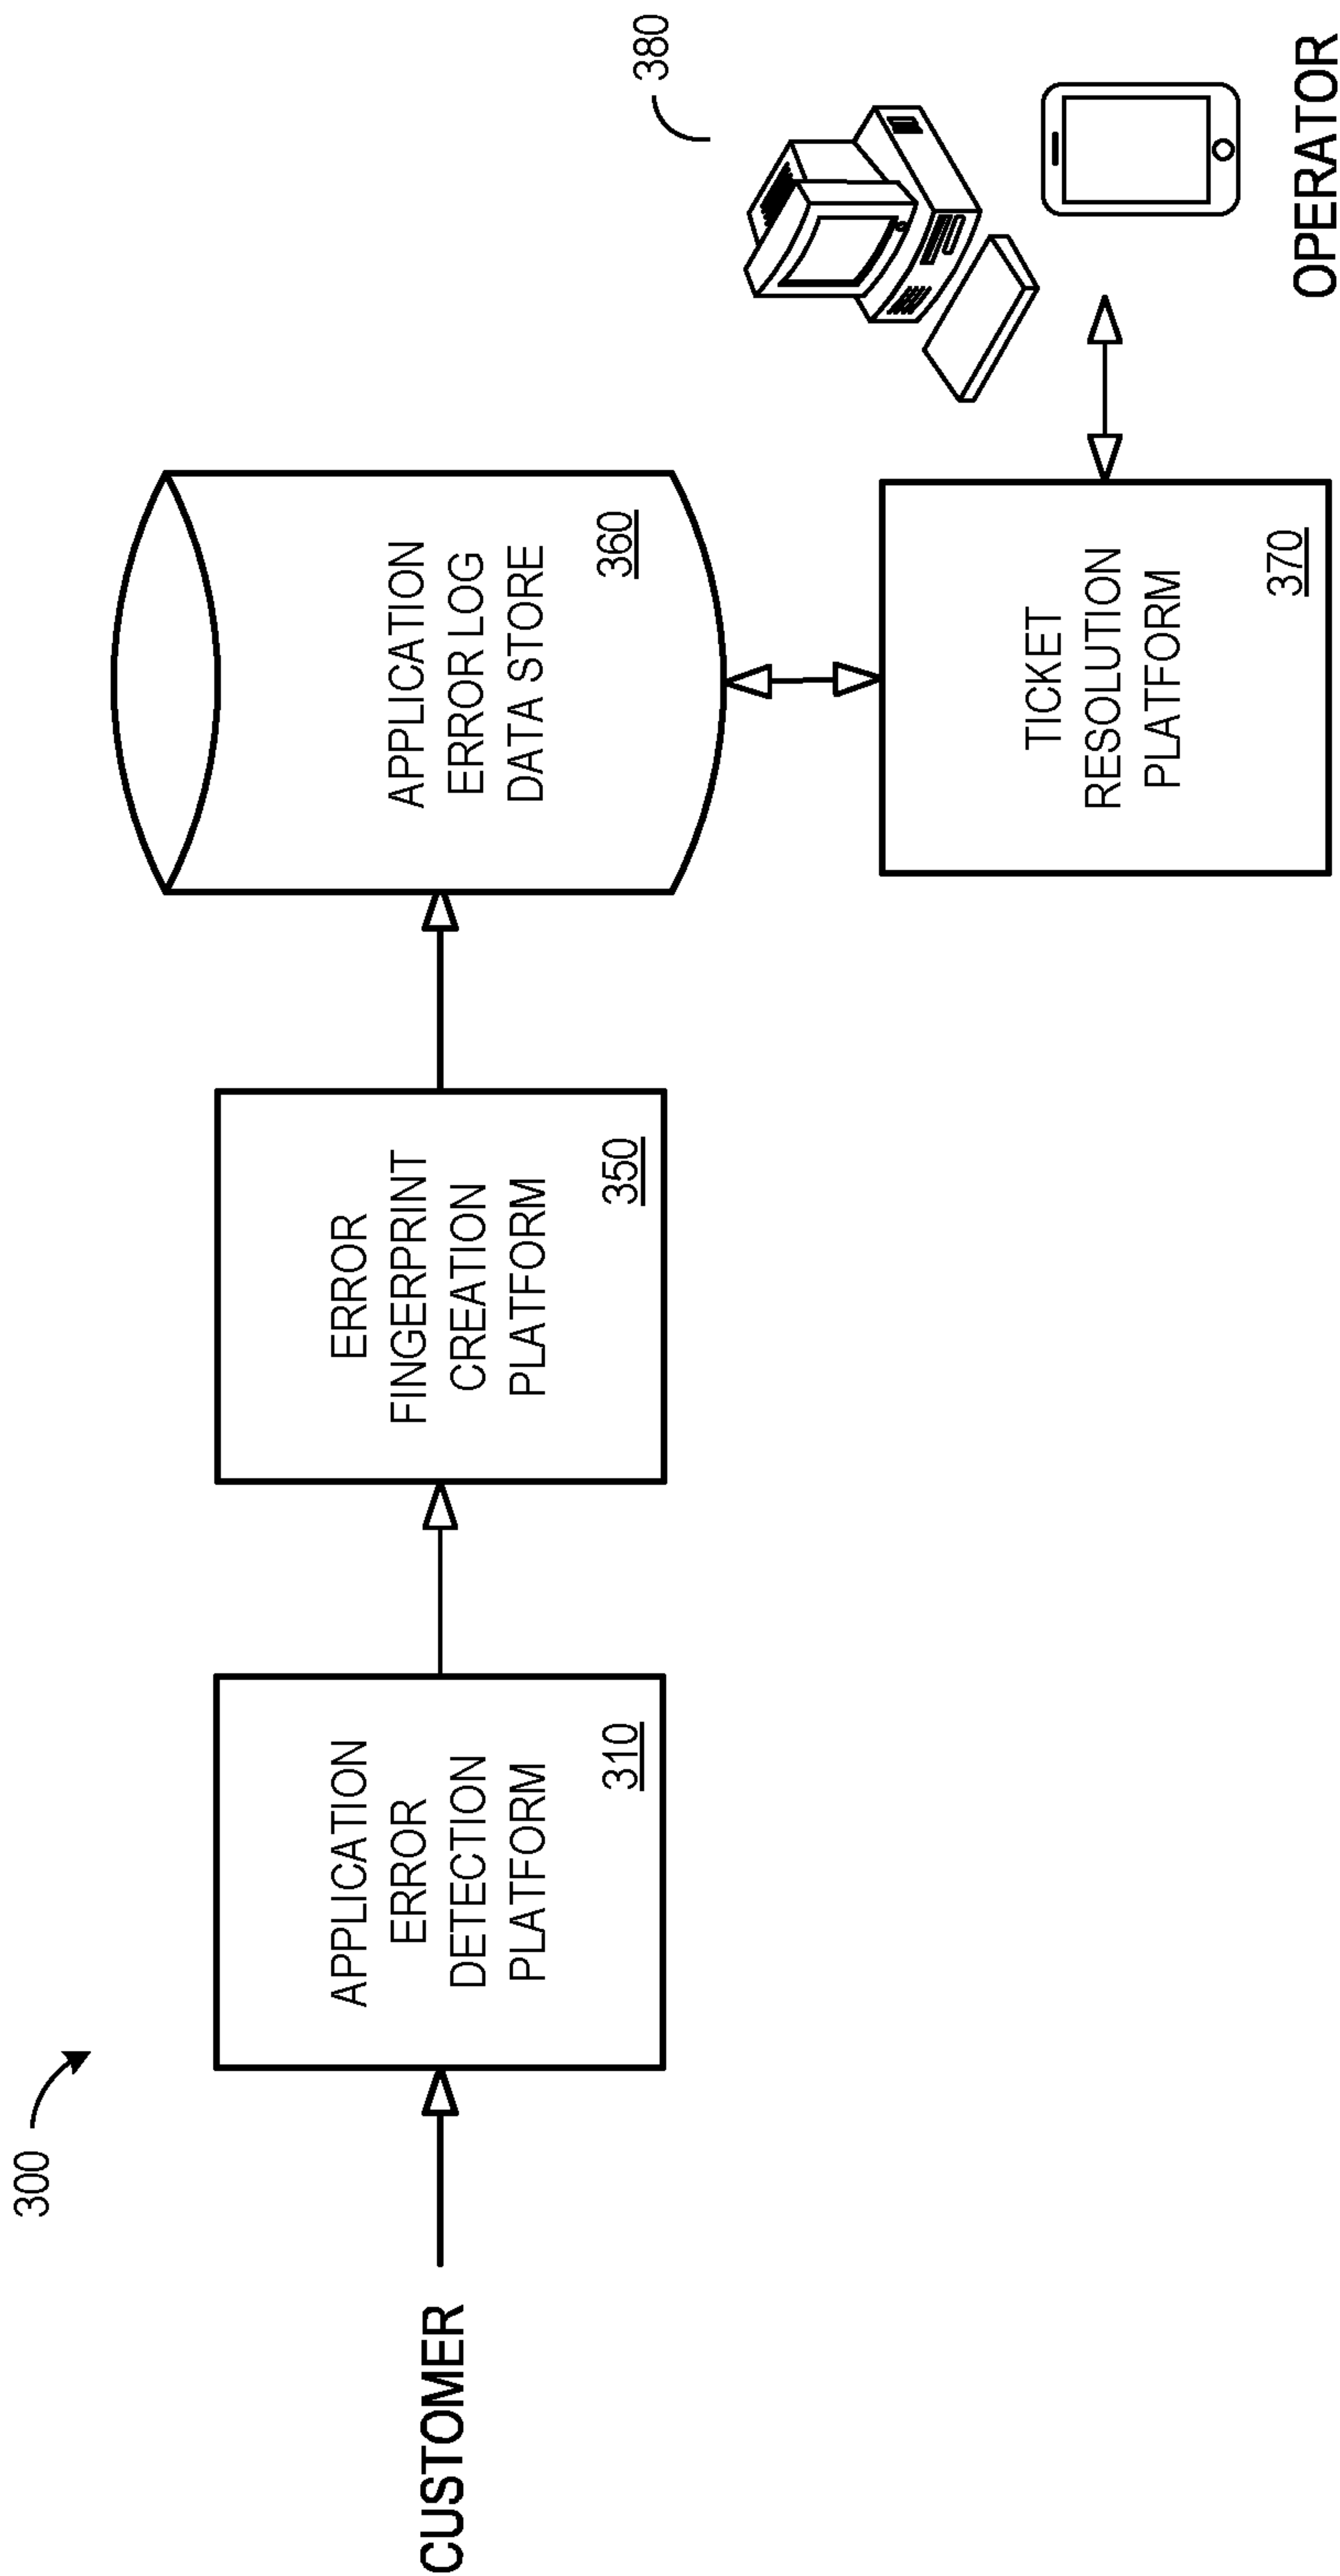 300
CUSTOMER
APPLICATION
ERROR
DETECTION
PLATFORM
310
ERROR
FINGERPRINT
CREATION
PLATFORM
350
APPLICATION
ERROR LOG
DATA STORE
360
TICKET
RESOLUTION
PLATFORM
370
380
OPERATOR